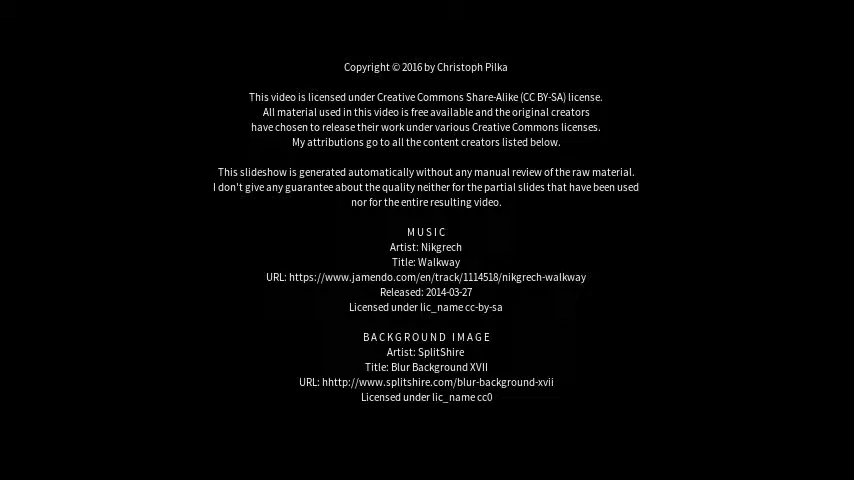 Copyright © 2016 by Christoph Pilka
This video is licensed under Creative Commons Share-Alike (CC BY-SA) license.
All material used in this video is free available and the original creators
have chosen to release their work under various Creative Commons licenses.
My attributions go to all the content creators listed below.
This slideshow is generated automatically without any manual review of the raw material.
I don't give any guarantee about the quality neither for the partial slides that have been used
nor for the entire resulting video.
M U S I C
Artist: Nikgrech
Title: Walkway
URL: https://www.jamendo.com/en/track/1114518/nikgrech-walkway
Released: 2014-03-27
Licensed under lic_name cc-by-sa
B A C K G R O U N D   I M A G E
Artist: SplitShire
Title: Blur Background XVII
URL: hhttp://www.splitshire.com/blur-background-xvii
Licensed under lic_name cc0